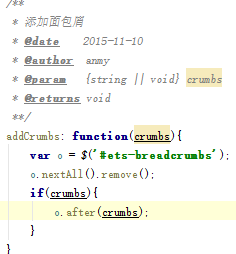 /**
* 添加面包屑
* @date 2015-11-10
* @author anmy
* @param {string || void} crumbs
* @returns void
**/
addCrumbs: function(crumbs){
var o = $('#ets-breadcrumbs');
o.nextAll().remove();
if(crumbs){
o.after(crumbs);
}
}